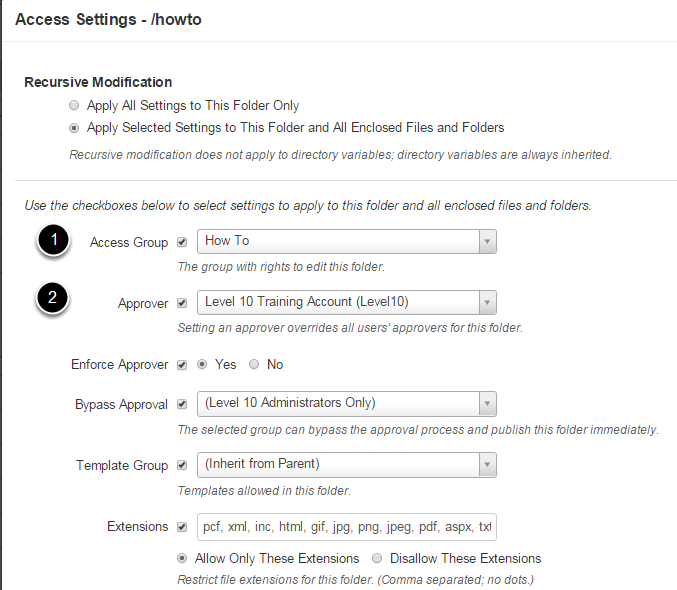 Access Settings - /howto
Recursive Modification
Apply All Settings to This Folder Only
Apply Selected Settings to This Folder and All Enclosed Files and Folders
Recursive modification does not apply to directory variables; directory variables are always inherited.
Use the checkboxes below to select settings to apply to this folder and all enclosed files and folders.
1 Access Group How To
The group with rights to edit this folder.
2 Approver Level 10 Training Account (Level10)
Setting an approver overrides all users' approvers for this folder.
Enforce Approver Yes No
Bypass Approval (Level 10 Administrators Only)
The selected group can bypass the approval process and publish this folder immediately.
Template Group (Inherit from Parent)
Templates allowed in this folder.
Extensions pcf, xml, inc, html, gif, jpg, png, jpeg, pdf, aspx, txt
Allow Only These Extensions Disallow These Extensions
Restrict file extensions for this folder. (Comma separated; no dots.)